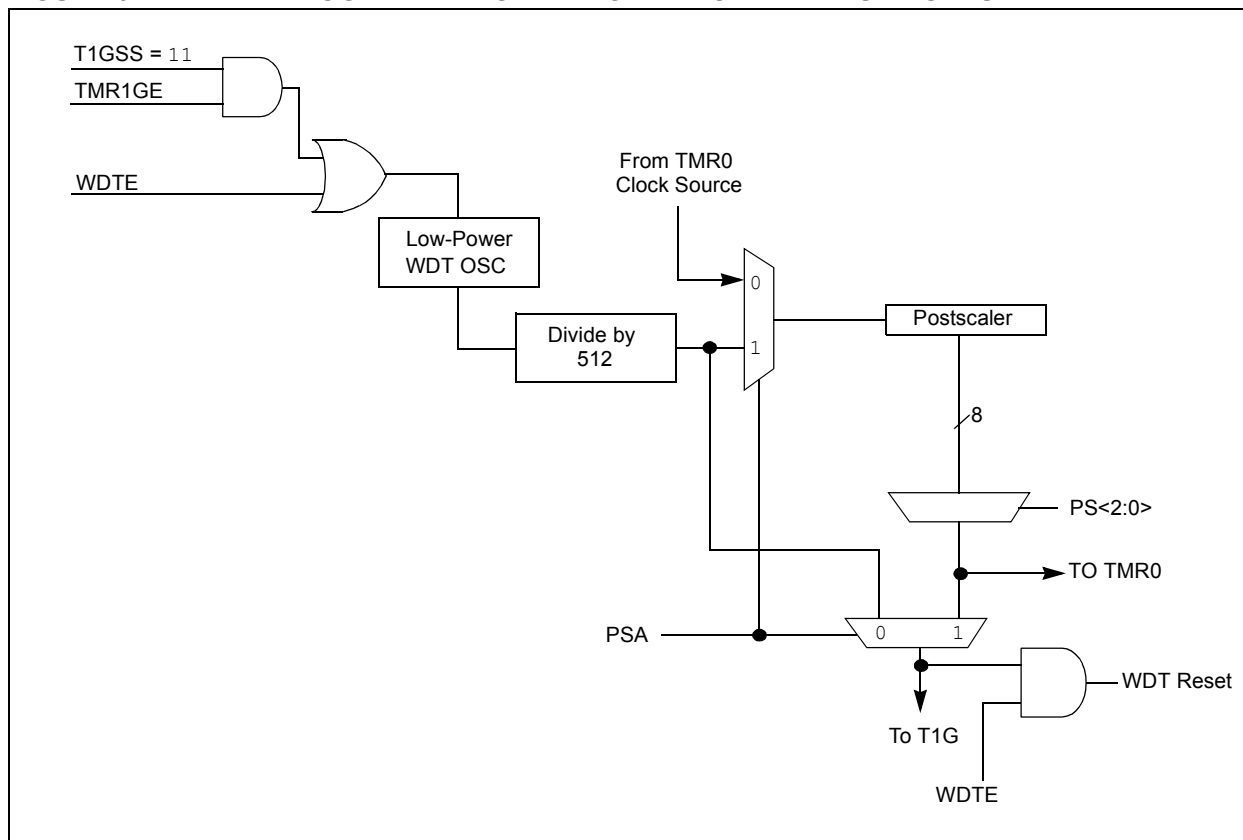 T1GSS = 11
TMR1GE
WDTE
Low-Power
WDT OSC
Divide by
512
From TMR0
Clock Source
0
1
Postscaler
8
PS<2:0>
TO TMR0
PSA
0 1
To T1G
WDT Reset
WDTE